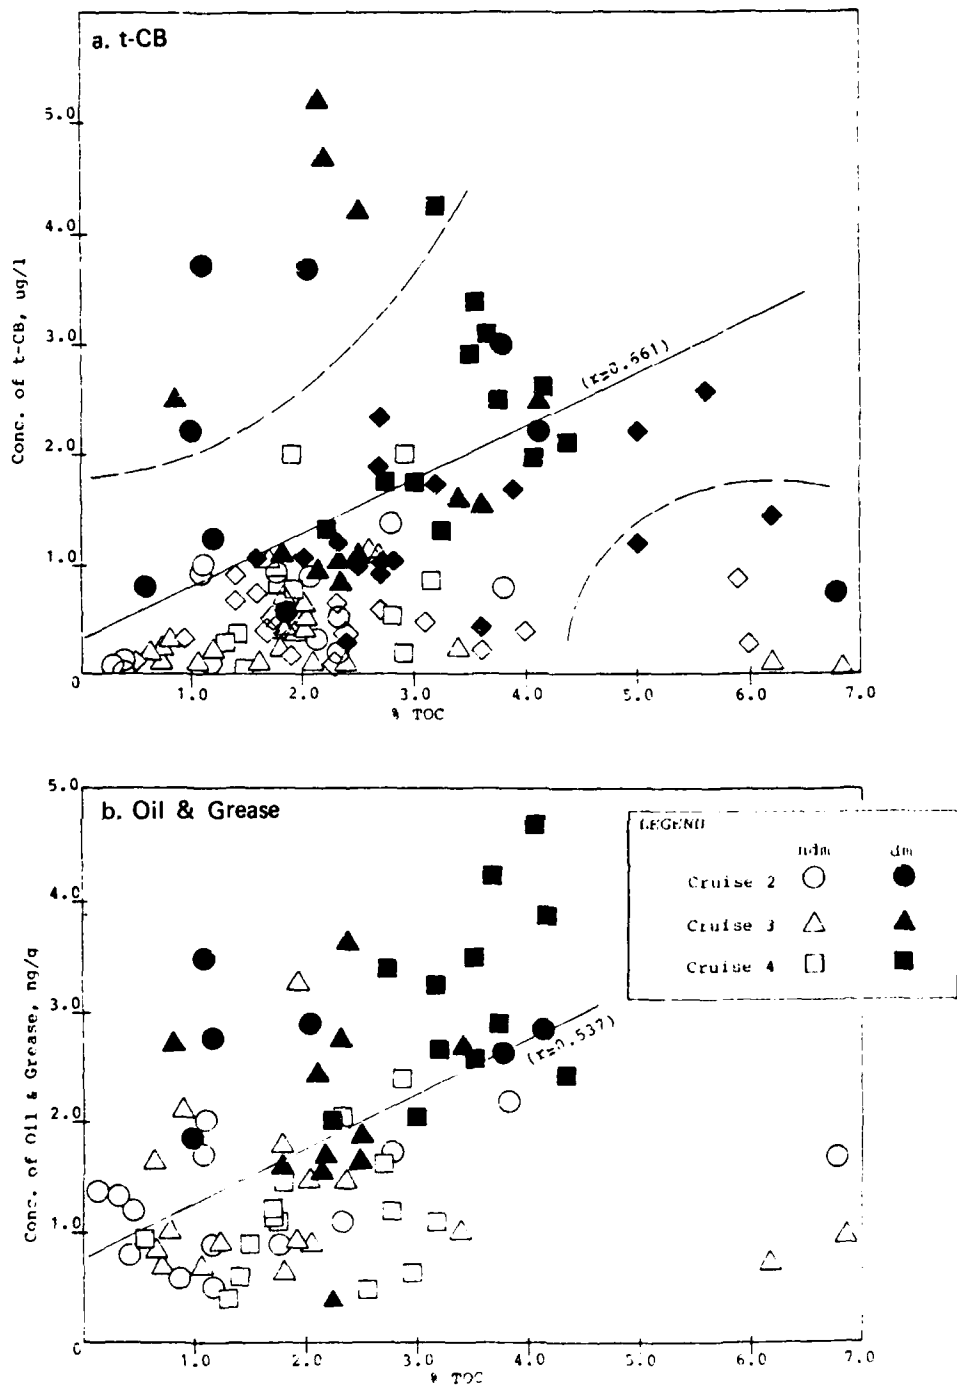 a. t-CB
5.0
4.0
3.0
2.0
1.0
0
Conc. of t-CB, ug/l
(r=0.561)
1.0 2.0 3.0 4.0 5.0 6.0 7.0
% TOC
b. Oil & Grease
5.0
4.0
3.0
2.0
1.0
0
Conc. of Oil & Grease, ng/g
(r=0.537)
LEGEND
ndm dm
Cruise 2
Cruise 3
Cruise 4
1.0 2.0 3.0 4.0 5.0 6.0 7.0
% TOC